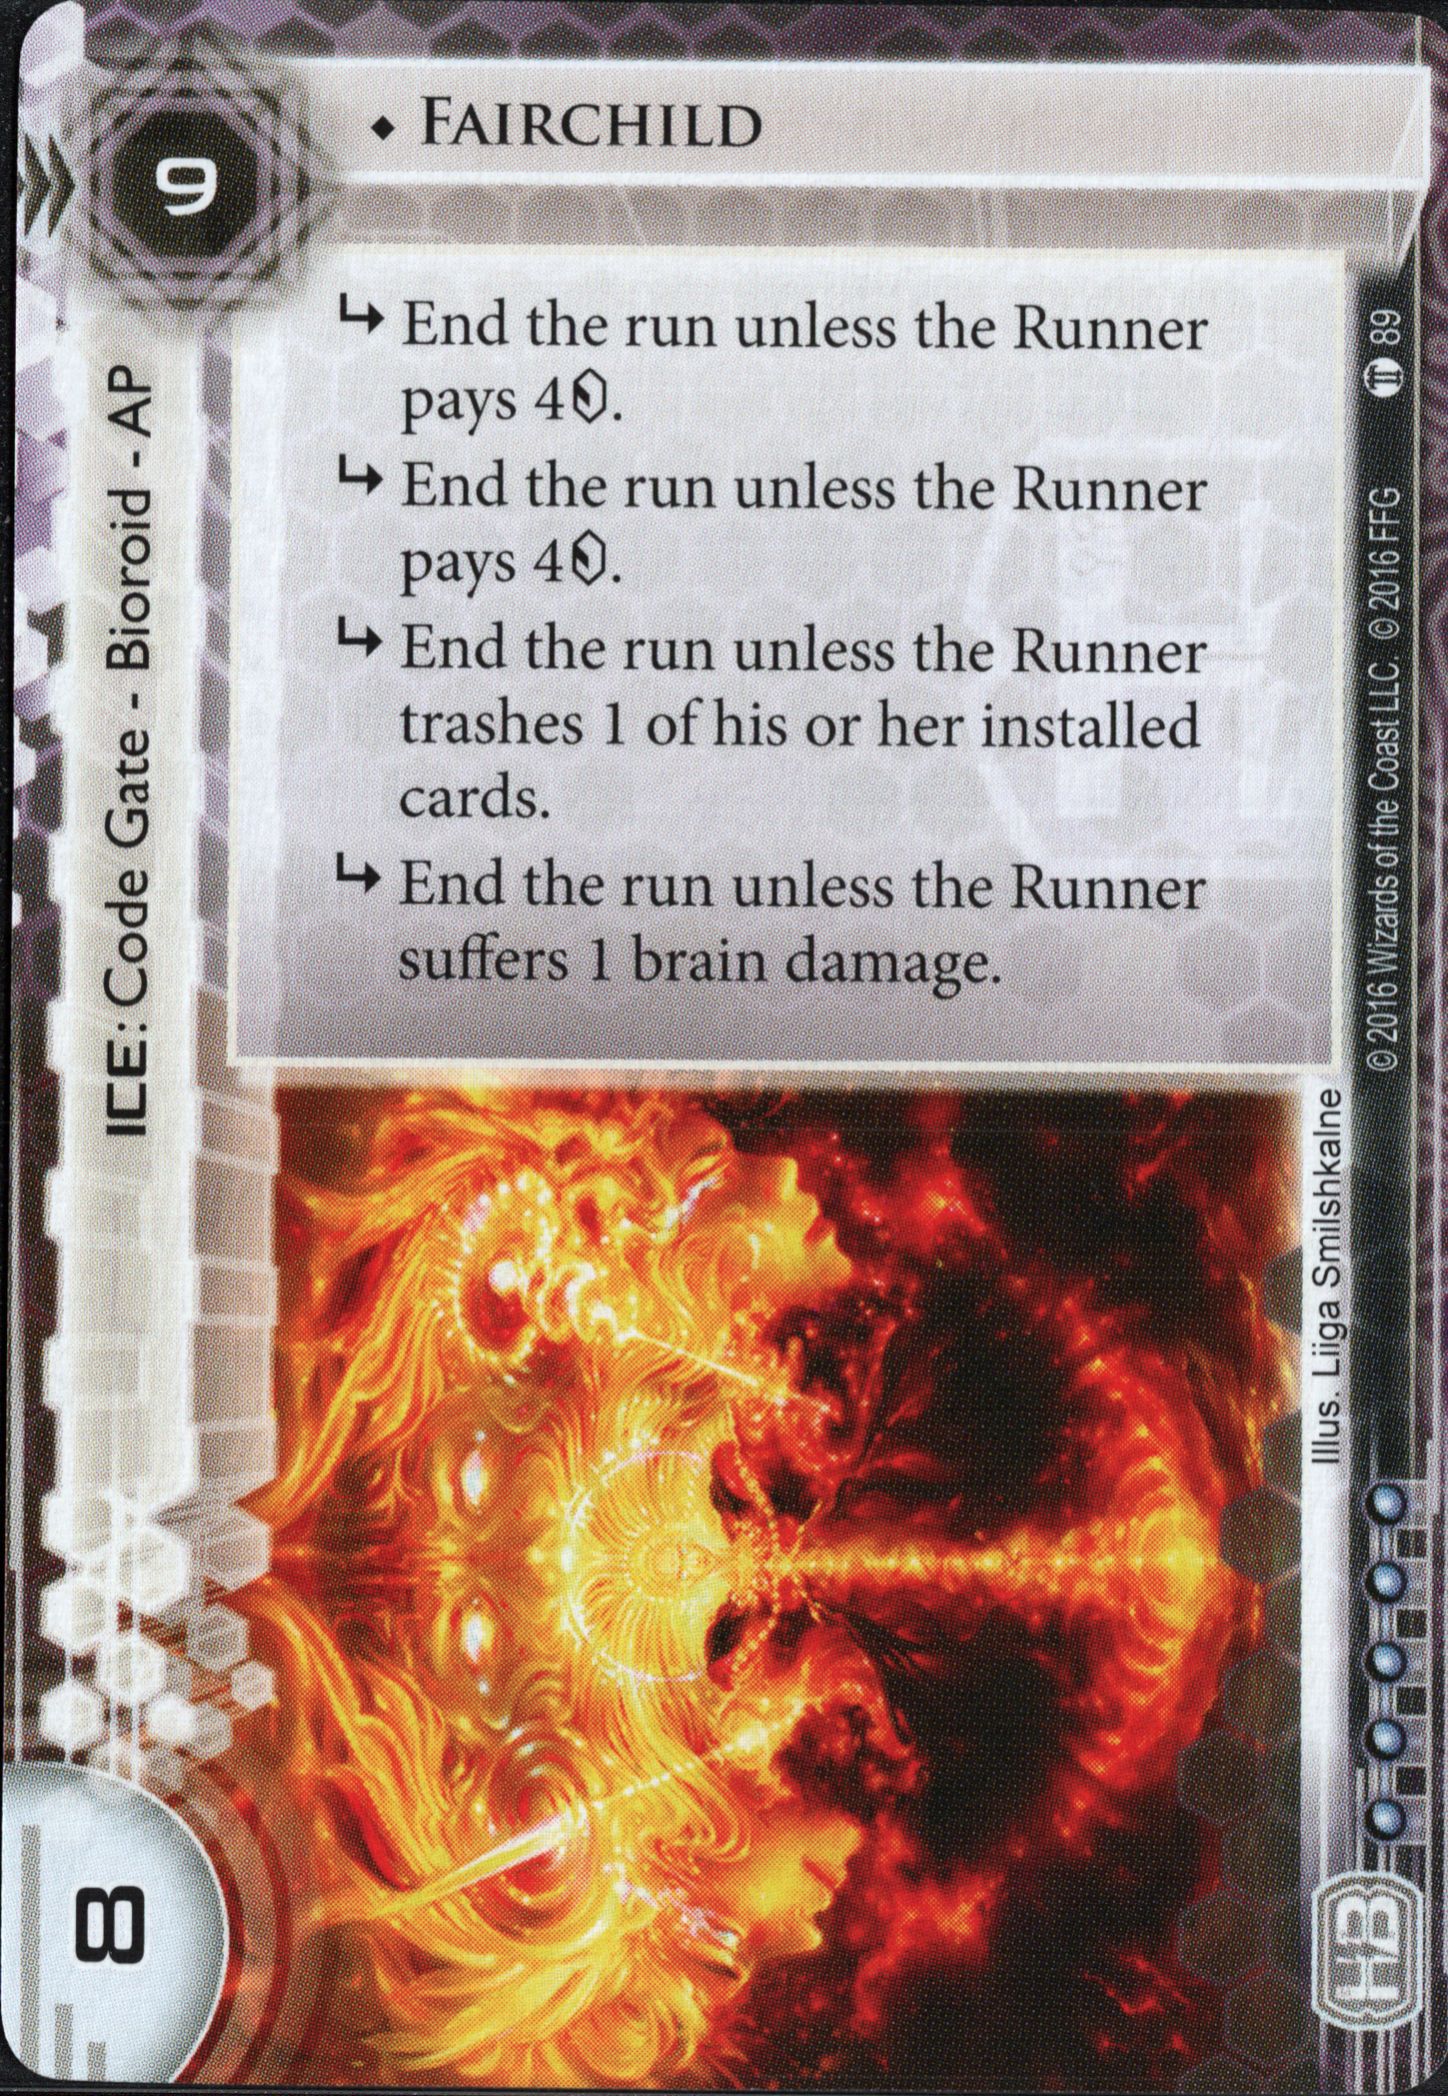 ◆ FAIRCHILD
9
ICE: Code Gate - Bioroid - AP
↳ End the run unless the Runner
pays 4.
↳ End the run unless the Runner
pays 4.
↳ End the run unless the Runner
trashes 1 of his or her installed
cards.
↳ End the run unless the Runner
suffers 1 brain damage.
8
Illus. Liiga Smilshkalne
HB
© 2016 Wizards of the Coast LLC. © 2016 FFG 89